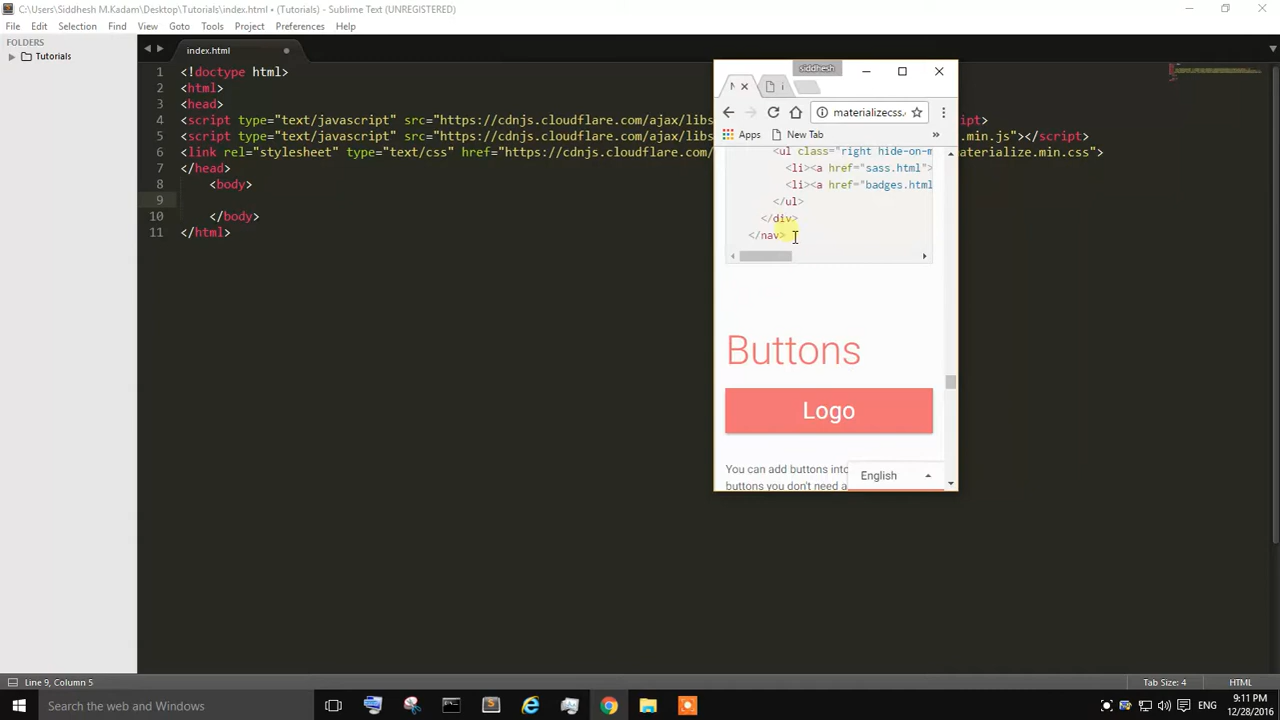 C:\Users\Siddhesh M.Kadam\Desktop\Tutorials\index.html • (Tutorials) - Sublime Text (UNREGISTERED)
File Edit Selection Find View Goto Tools Project Preferences Help
FOLDERS
Tutorials
index.html
1 <!doctype html>
2 <html>
3 <head>
4 <script type="text/javascript" src="https://cdnjs.cloudflare.com/ajax/libs ipt>
5 <script type="text/javascript" src="https://cdnjs.cloudflare.com/ajax/libs .min.js"></script>
6 <link rel="stylesheet" type="text/css" href="https://cdnjs.cloudflare.com/ materialize.min.css">
7 </head>
8 <body>
9
10 </body>
11 </html>
siddhesh
materializecss.
Apps New Tab »
<ul class="right hide-on-m
<li><a href="sass.html">
<li><a href="badges.html
</ul>
</div>
</nav>
Buttons
Logo
You can add buttons into
buttons you don't need a
English
Line 9, Column 5
Tab Size: 4 HTML
Search the web and Windows
ENG
9:11 PM
12/28/2016